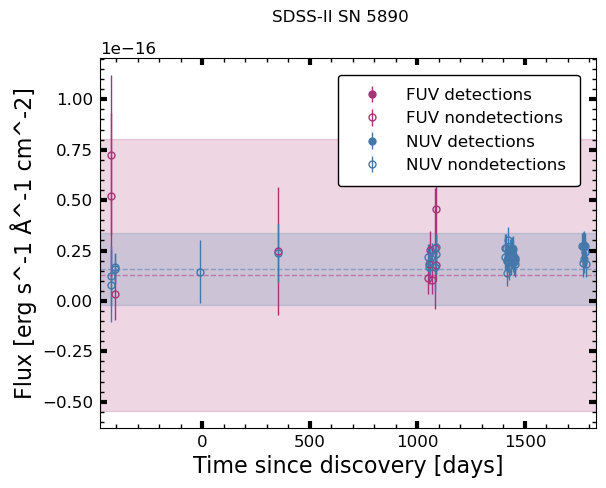 SDSS-II SN 5890
1e−16
FUV detections
FUV nondetections
NUV detections
NUV nondetections
1.00
0.75
0.50
0.25
0.00
−0.25
−0.50
Flux [erg s^-1 Å^-1 cm^-2]
0 500 1000 1500
Time since discovery [days]